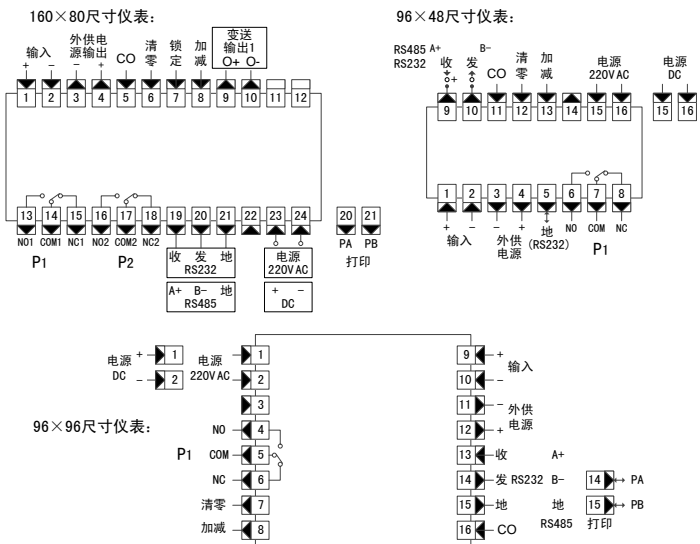 160×80尺寸仪表：
输入 外供电源输出 CO 清零 锁定 加减 变送输出1
+ - - + O+ O-
1 2 3 4 5 6 7 8 9 10 11 12
13 14 15 16 17 18 19 20 21 22 23 24
NO1 COM1 NC1 NO2 COM2 NC2
P1 P2
收 发 地
RS232
A+ B- 地
RS485
电源
220V AC
+ -
DC
20 21
PA PB
打印
96×48尺寸仪表：
RS485 A+ B-
RS232 收 发 CO 清零 加减 电源 220V AC
+
9 10 11 12 13 14 15 16
电源
DC
15 16
1 2 3 4 5 6 7 8
+ - - + 地 NO COM NC
输入 外供电源 (RS232) P1
96×96尺寸仪表：
电源 DC + 1
- 2
电源 220V AC 1
2
3
NO 4
P1 COM 5
NC 6
清零 7
加减 8
9 + 输入
10 -
11 - 外供电源
12 +
13 收 A+
14 发 RS232 B- 14 PA
15 地 地 15 PB
16 CO RS485 打印